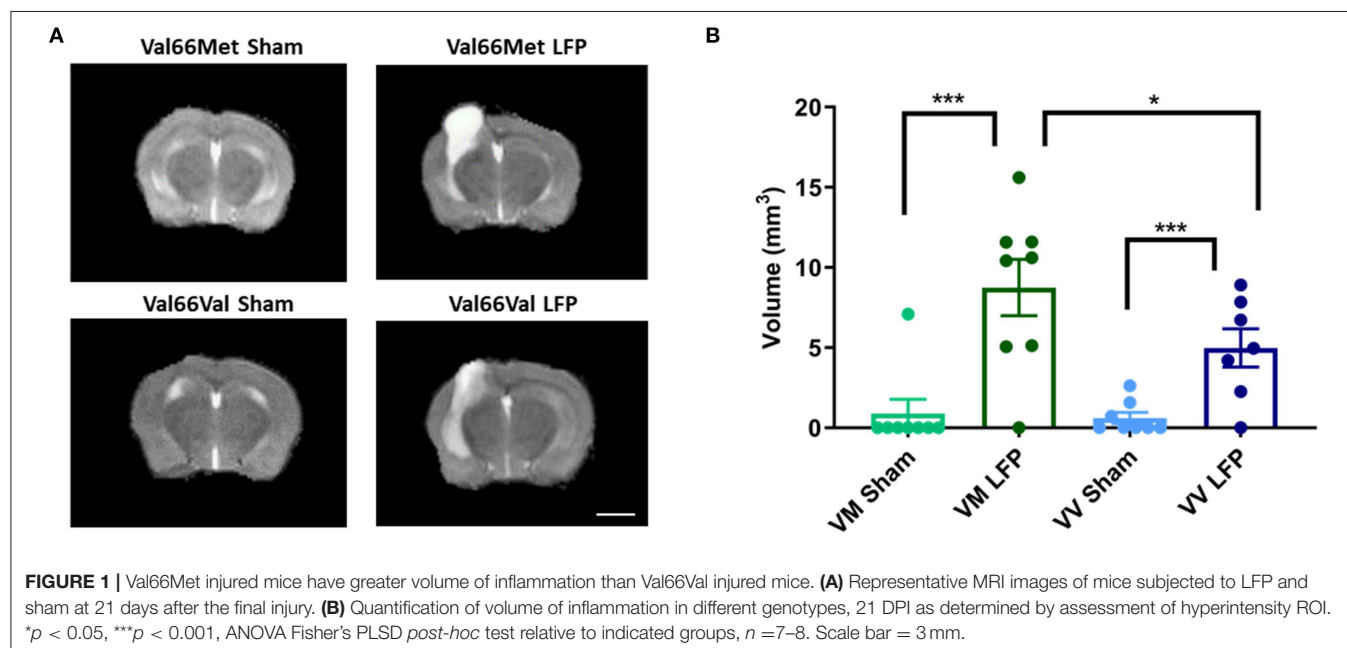 A
B
Val66Met Sham
Val66Met LFP
Val66Val Sham
Val66Val LFP
***
*
***
20
15
10
5
0
Volume (mm³)
VM Sham
VM LFP
VV Sham
VV LFP
FIGURE 1 | Val66Met injured mice have greater volume of inflammation than Val66Val injured mice. (A) Representative MRI images of mice subjected to LFP and
sham at 21 days after the final injury. (B) Quantification of volume of inflammation in different genotypes, 21 DPI as determined by assessment of hyperintensity ROI.
*p < 0.05, ***p < 0.001, ANOVA Fisher's PLSD post-hoc test relative to indicated groups, n =7–8. Scale bar = 3 mm.